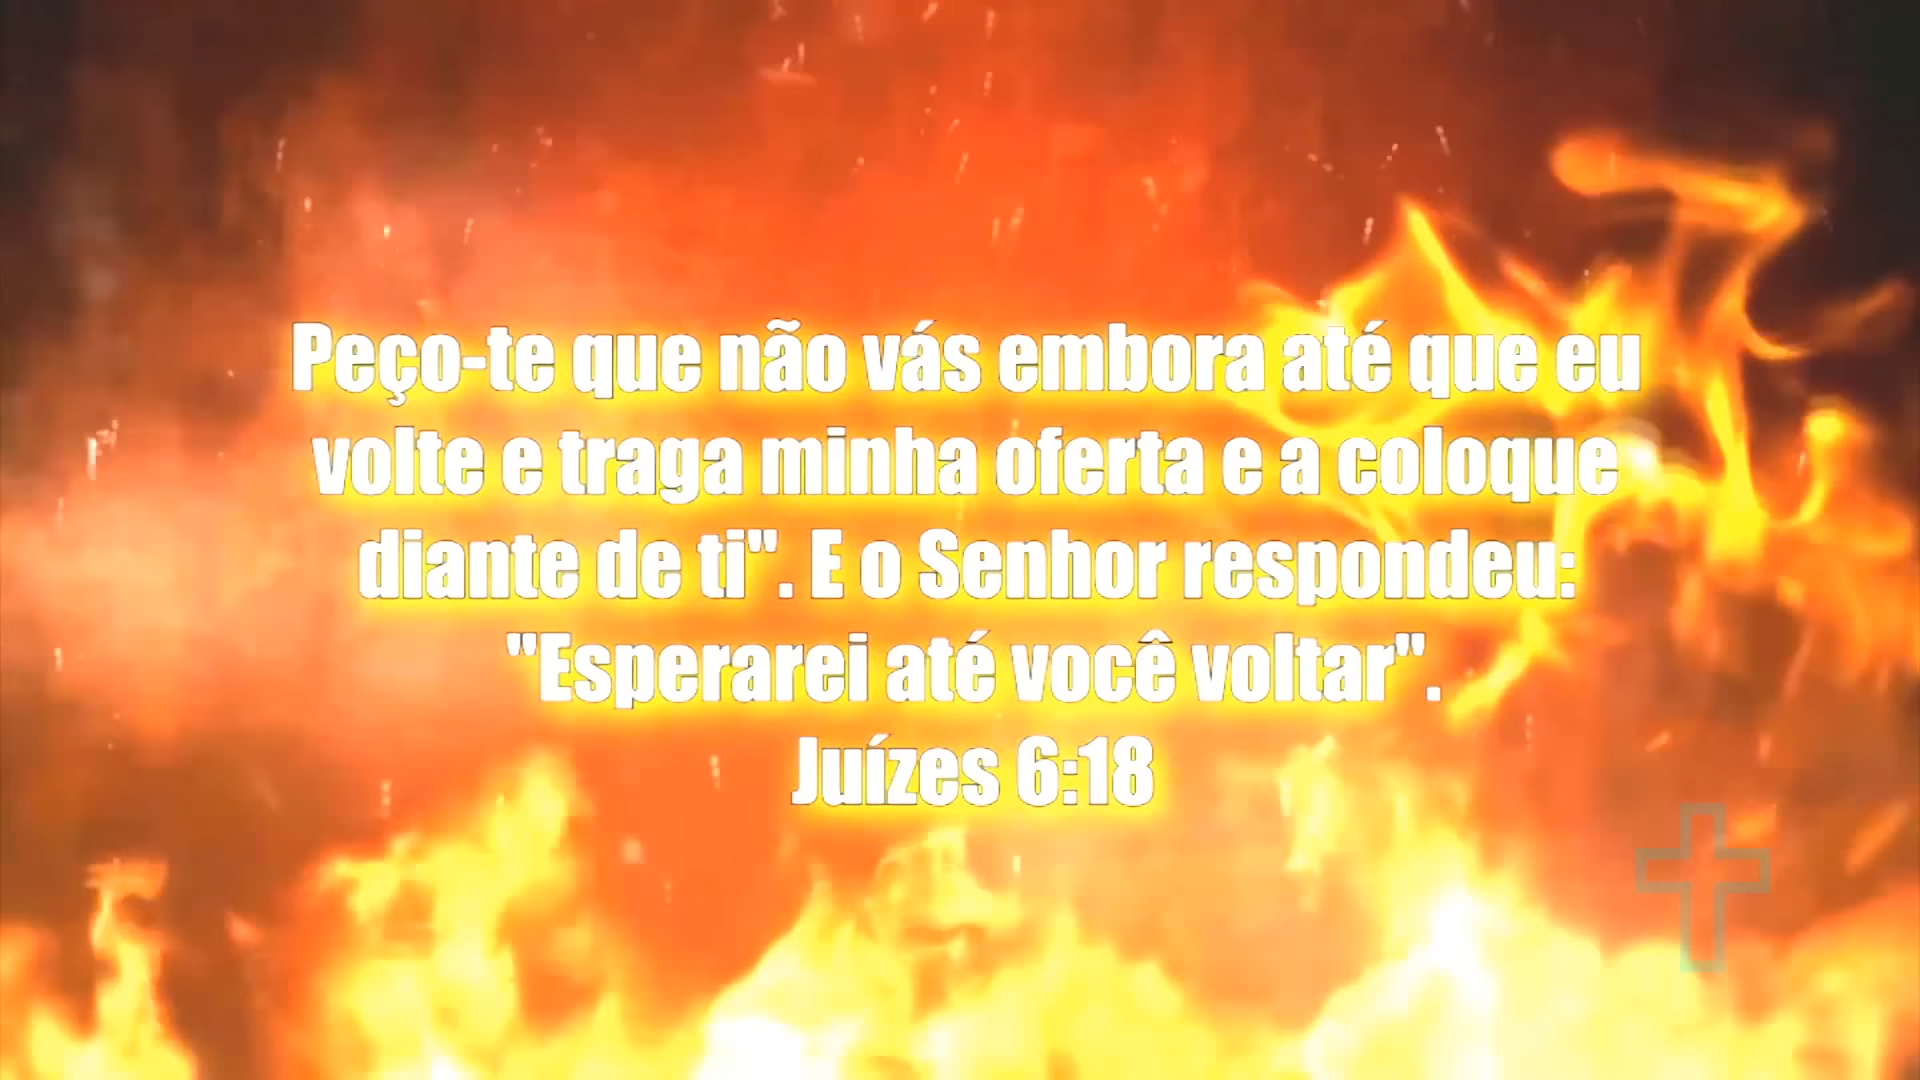 Peço-te que não vás embora até que eu
volte e traga minha oferta e a coloque
diante de ti". E o Senhor respondeu:
"Esperarei até você voltar".
Juízes 6:18